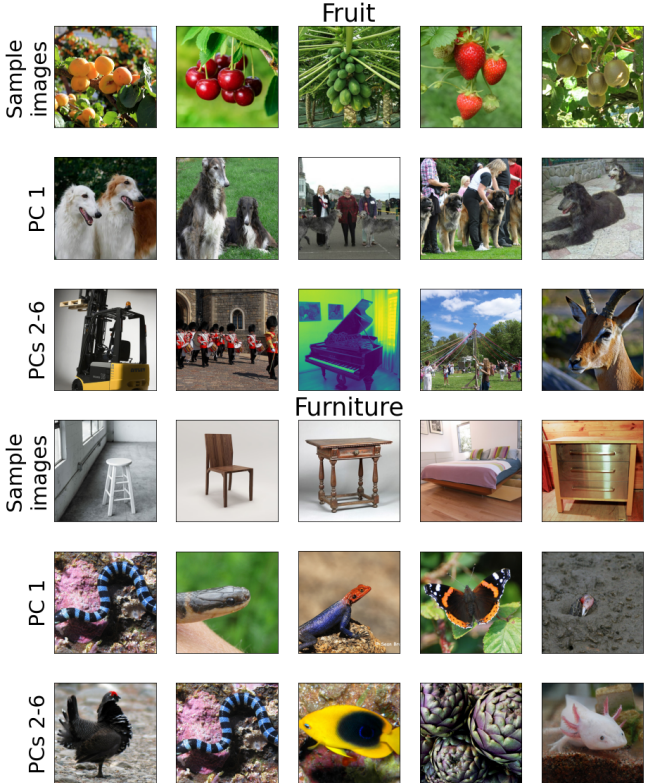 Fruit
Sample
images
PC 1
PCs 2-6
Furniture
Sample
images
PC 1
PCs 2-6